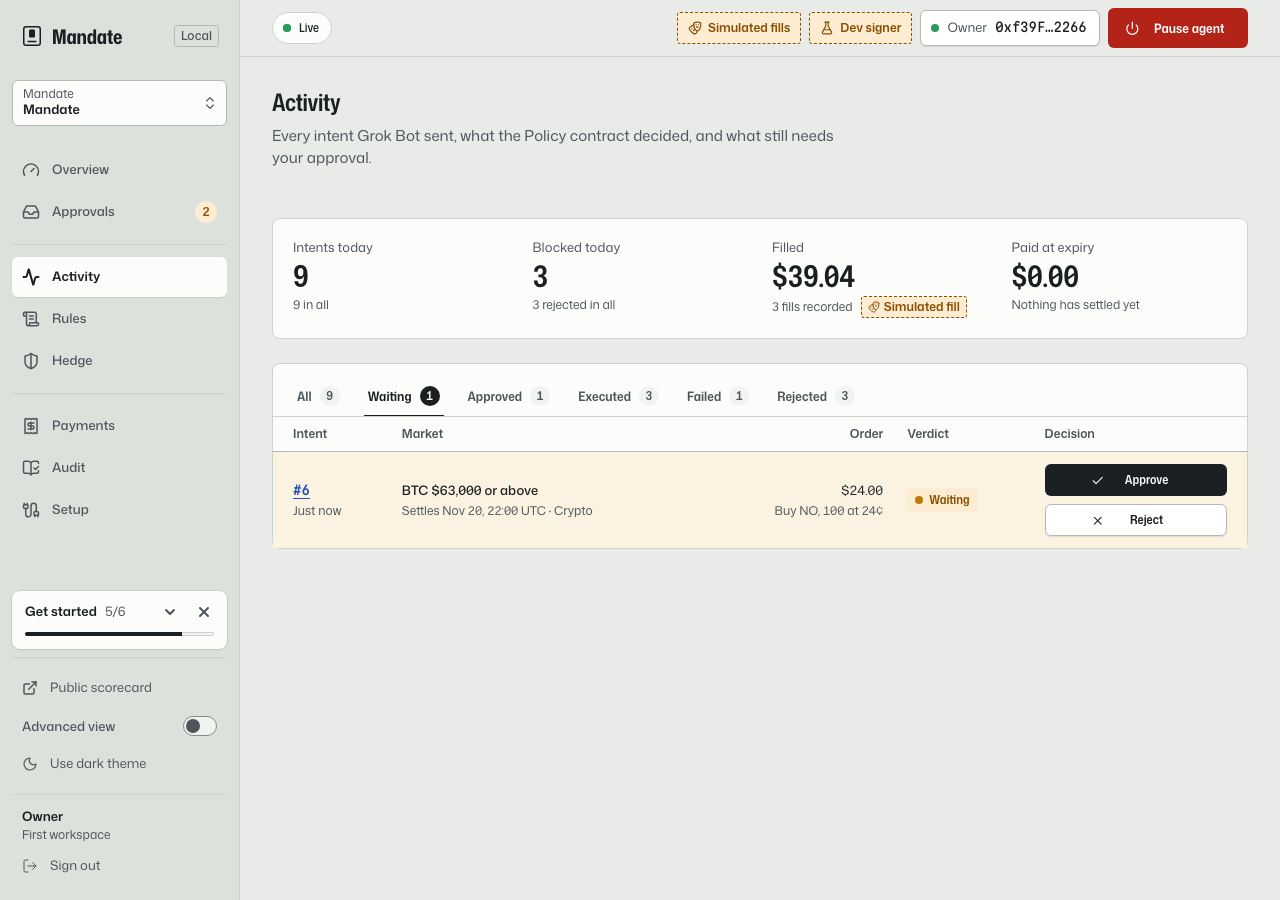 Mandate
Local
Mandate
Mandate
Overview
Approvals 2
Activity
Rules
Hedge
Payments
Audit
Setup
Get started 5/6
Public scorecard
Advanced view
Use dark theme
Owner
First workspace
Sign out
Live
Simulated fills
Dev signer
Owner 0xf39F…2266
Pause agent
Activity
Every intent Grok Bot sent, what the Policy contract decided, and what still needs
your approval.
Intents today
9
9 in all
Blocked today
3
3 rejected in all
Filled
$39.04
3 fills recorded Simulated fill
Paid at expiry
$0.00
Nothing has settled yet
All 9 Waiting 1 Approved 1 Executed 3 Failed 1 Rejected 3
Intent Market Order Verdict Decision
#6
Just now
BTC $63,000 or above
Settles Nov 20, 22:00 UTC · Crypto
$24.00
Buy NO, 100 at 24¢
Waiting
Approve
Reject